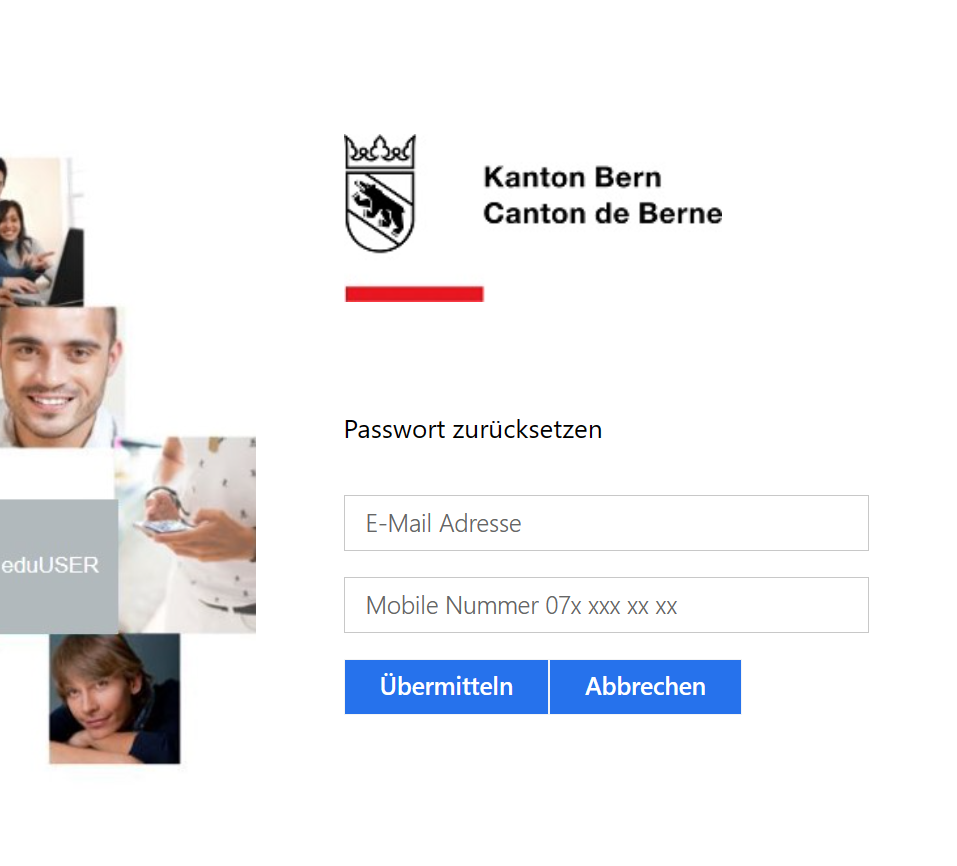 Kanton Bern
Canton de Berne
Passwort zurücksetzen
E-Mail Adresse
eduUSER
Mobile Nummer 07x xxx xx xx
Übermitteln
Abbrechen